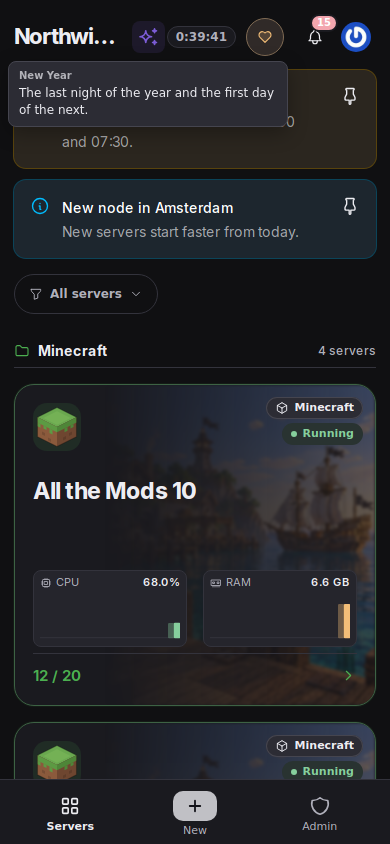 Northwi...
0:39:41
15
New Year
The last night of the year and the first day
of the next.
0
and 07:30.
New node in Amsterdam
New servers start faster from today.
All servers
Minecraft
4 servers
Minecraft
Running
All the Mods 10
CPU
68.0%
RAM
6.6 GB
12 / 20
Minecraft
Running
Servers
New
Admin